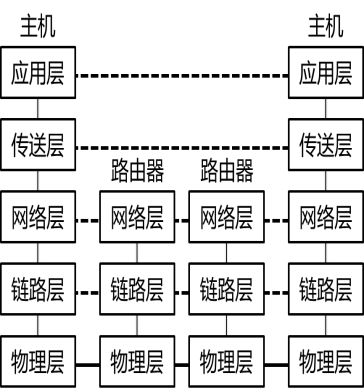 主机 主机
应用层 应用层
传送层 传送层
路由器 路由器
网络层 网络层 网络层 网络层
链路层 链路层 链路层 链路层
物理层 物理层 物理层 物理层